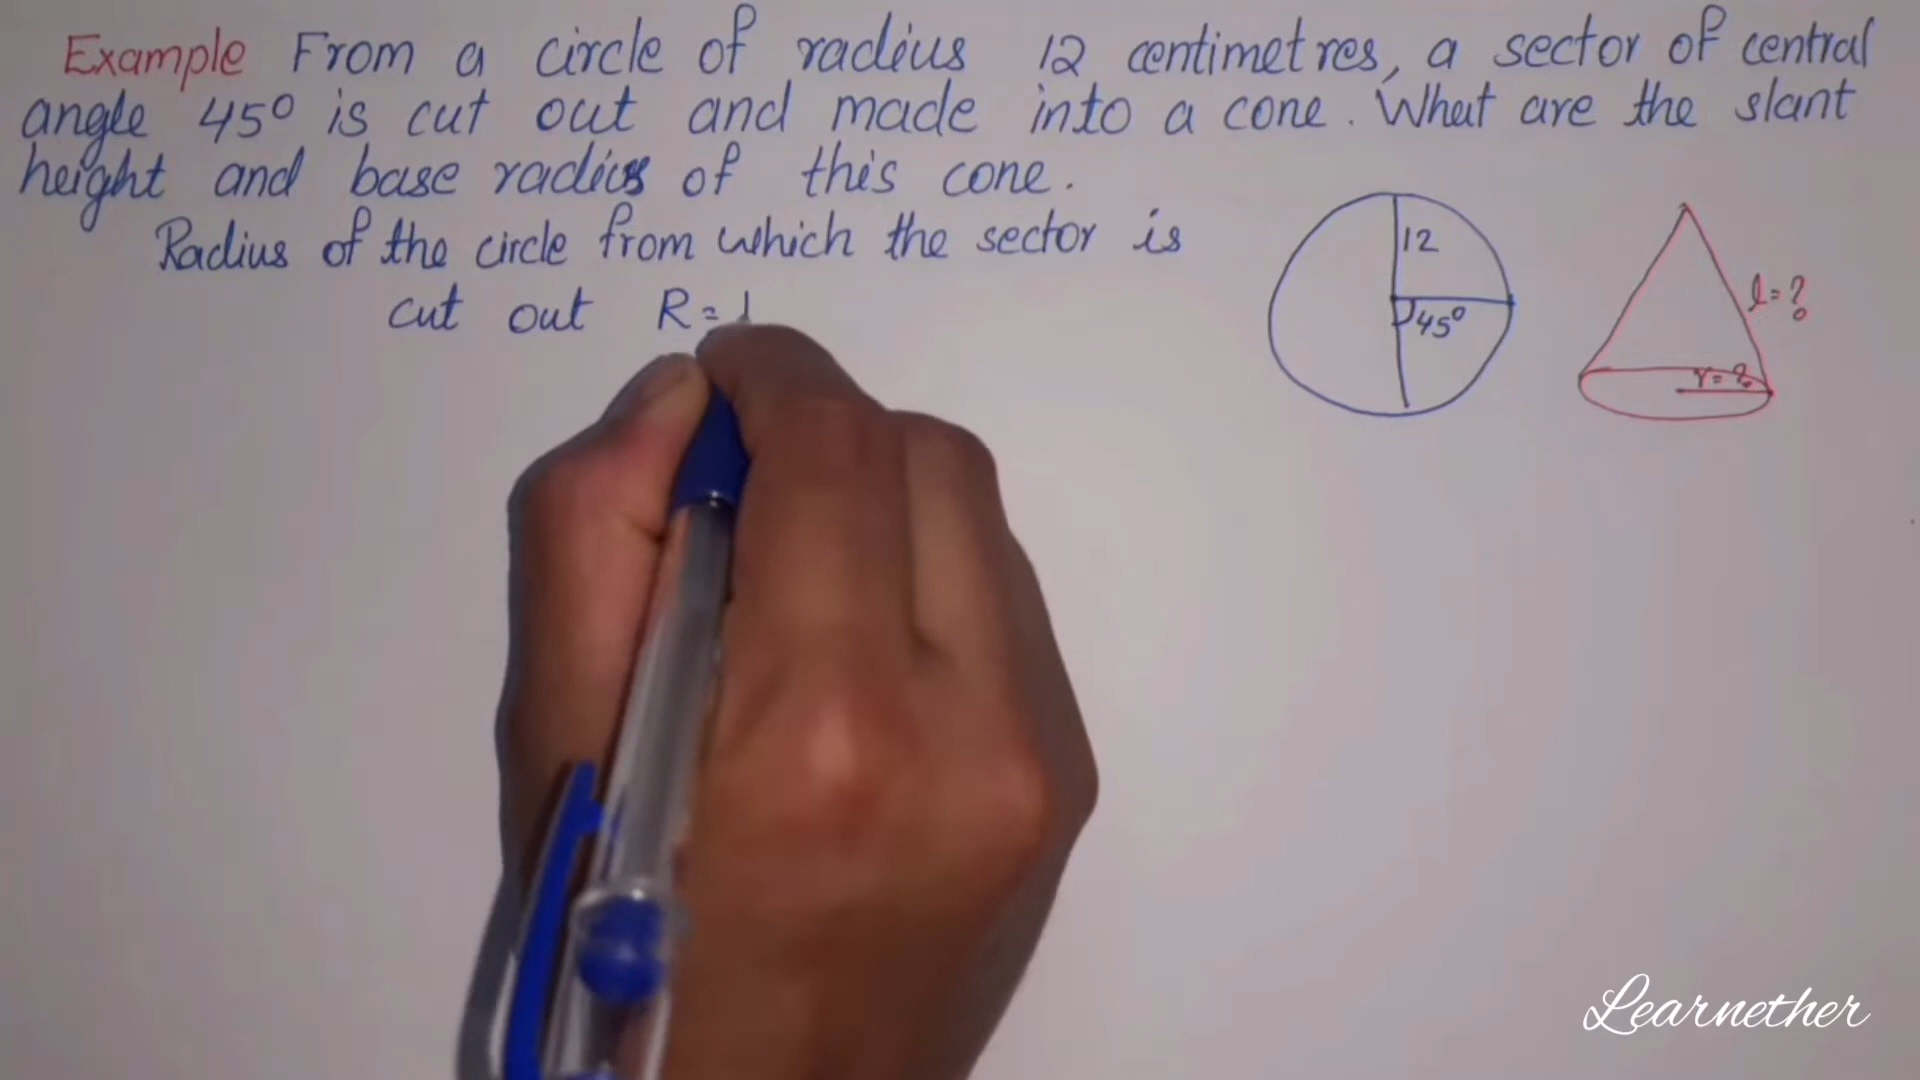 Example From a circle of radius 12 centimetres, a sector of central
angle 45° is cut out and made into a cone. What are the slant
height and base radius of this cone.
Radius of the circle from which the sector is
cut out R = 1
12
45°
l = ?
r = ?
Learnether